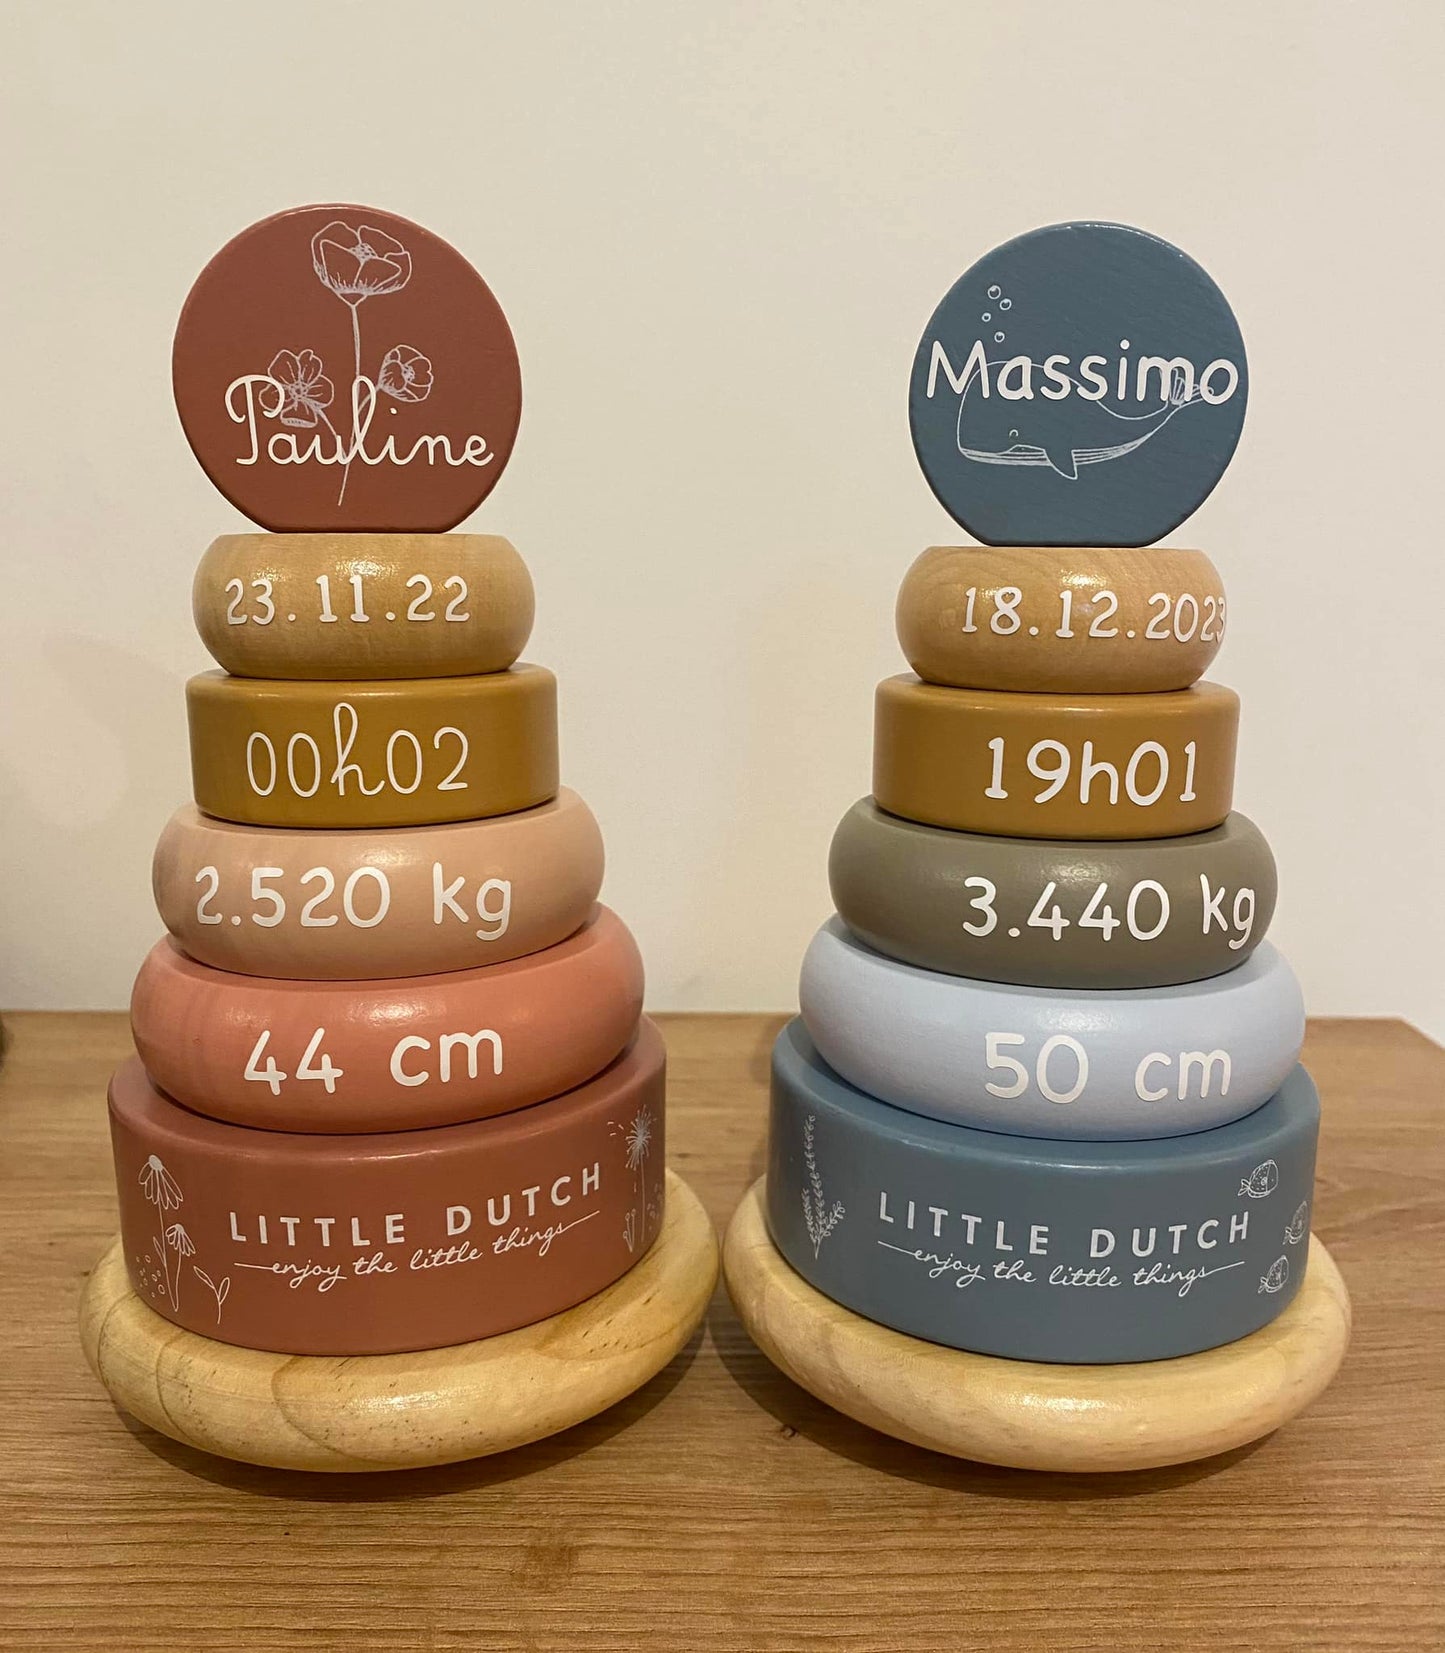 Pauline
23.11.22
00h02
2.520 kg
44 cm
LITTLE DUTCH
enjoy the little things
Massimo
18.12.2023
19h01
3.440 kg
50 cm
LITTLE DUTCH
enjoy the little things